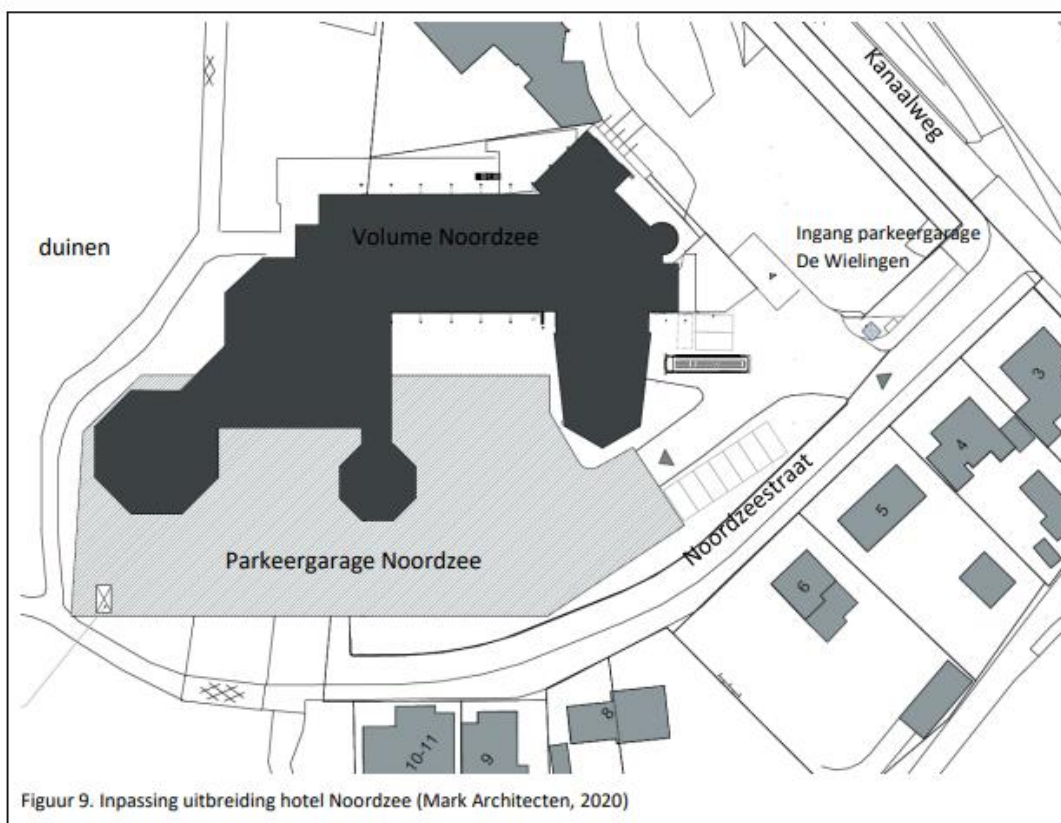 Kanaalweg
duinen
Volume Noordzee
Ingang parkeergarage
De Wielingen
3
4
5
6
Noordzeestraat
Parkeergarage Noordzee
8
9
10-11
Figuur 9. Inpassing uitbreiding hotel Noordzee (Mark Architecten, 2020)